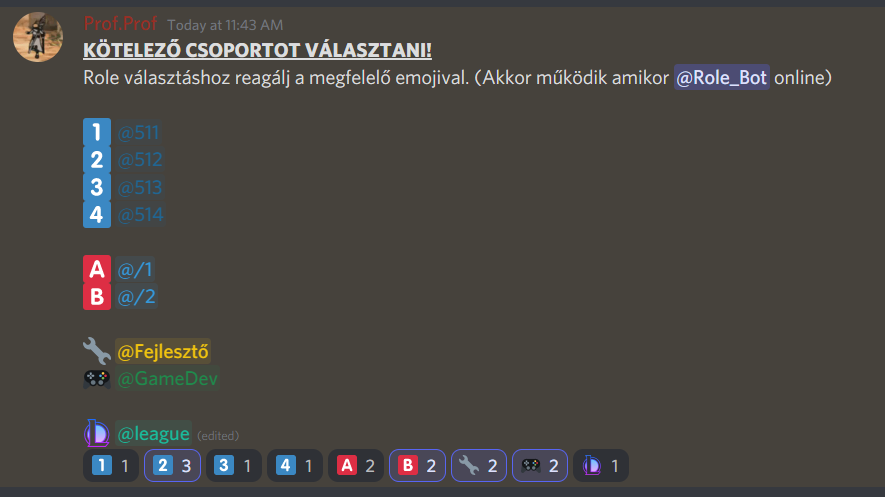 Prof.Prof Today at 11:43 AM
KÖTELEZŐ CSOPORTOT VÁLASZTANI!
Role választáshoz reagálj a megfelelő emojival. (Akkor működik amikor @Role_Bot online)
1 @511
2 @512
3 @513
4 @514
A @/1
B @/2
@Fejlesztő
@GameDev
@league (edited)
1 1 2 3 3 1 4 1 A 2 B 2 2 2 1